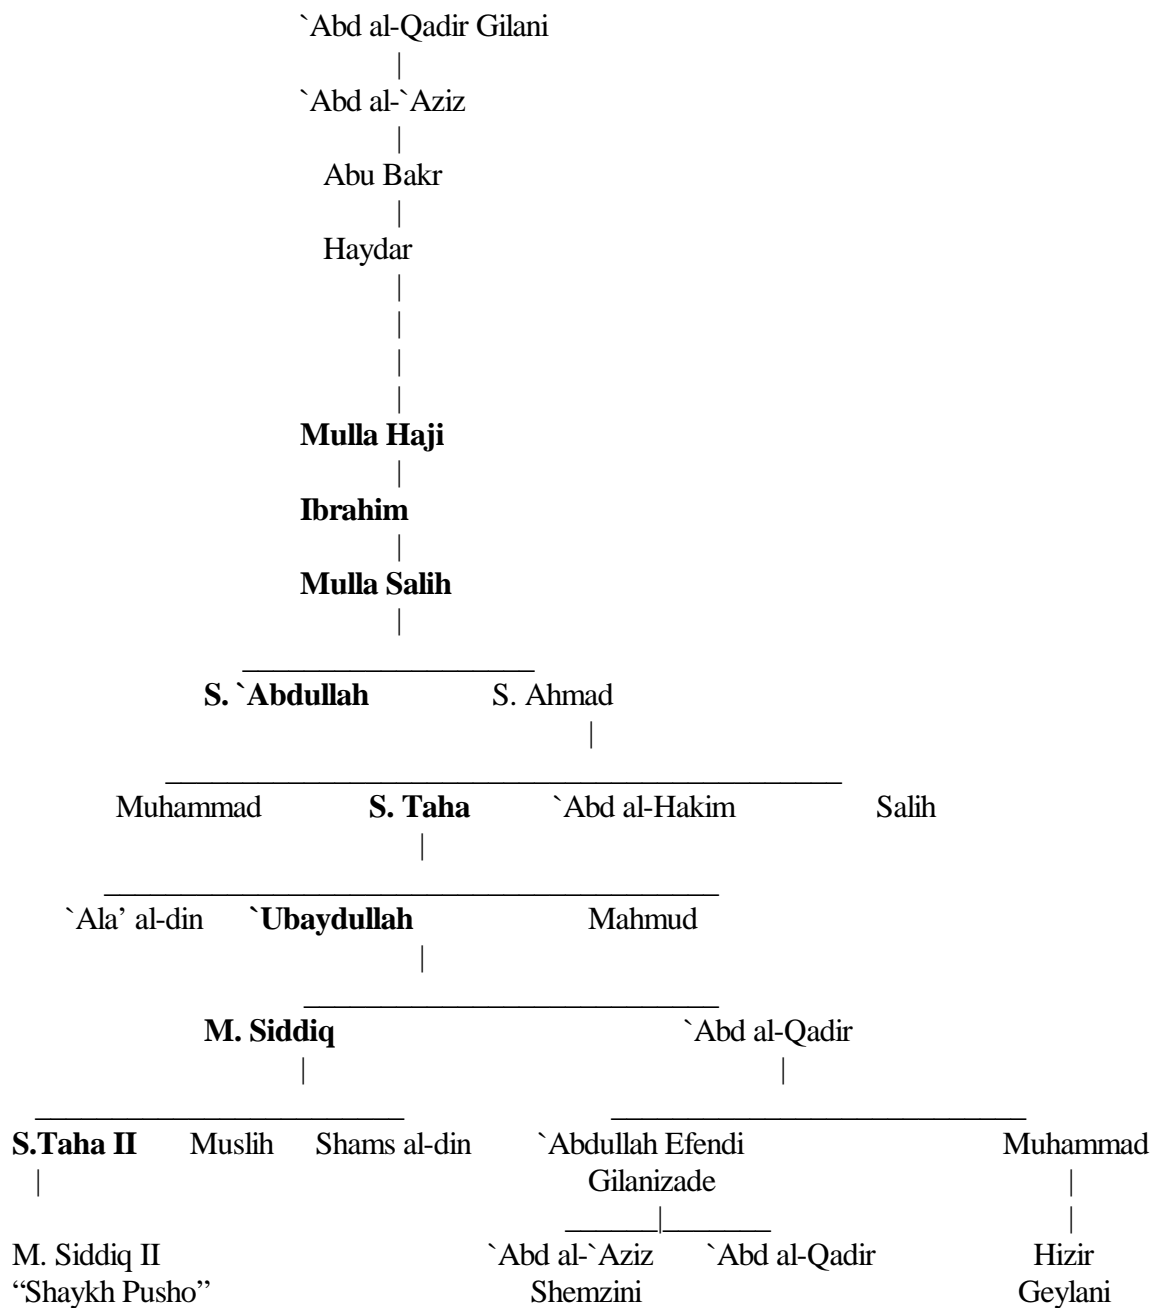 `Abd al-Qadir Gilani
`Abd al-`Aziz
Abu Bakr
Haydar
Mulla Haji
Ibrahim
Mulla Salih
S. `Abdullah S. Ahmad
Muhammad S. Taha `Abd al-Hakim Salih
`Ala’ al-din `Ubaydullah Mahmud
M. Siddiq `Abd al-Qadir
S.Taha II Muslih Shams al-din `Abdullah Efendi Muhammad
Gilanizade
M. Siddiq II `Abd al-`Aziz `Abd al-Qadir Hizir
“Shaykh Pusho” Shemzini Geylani